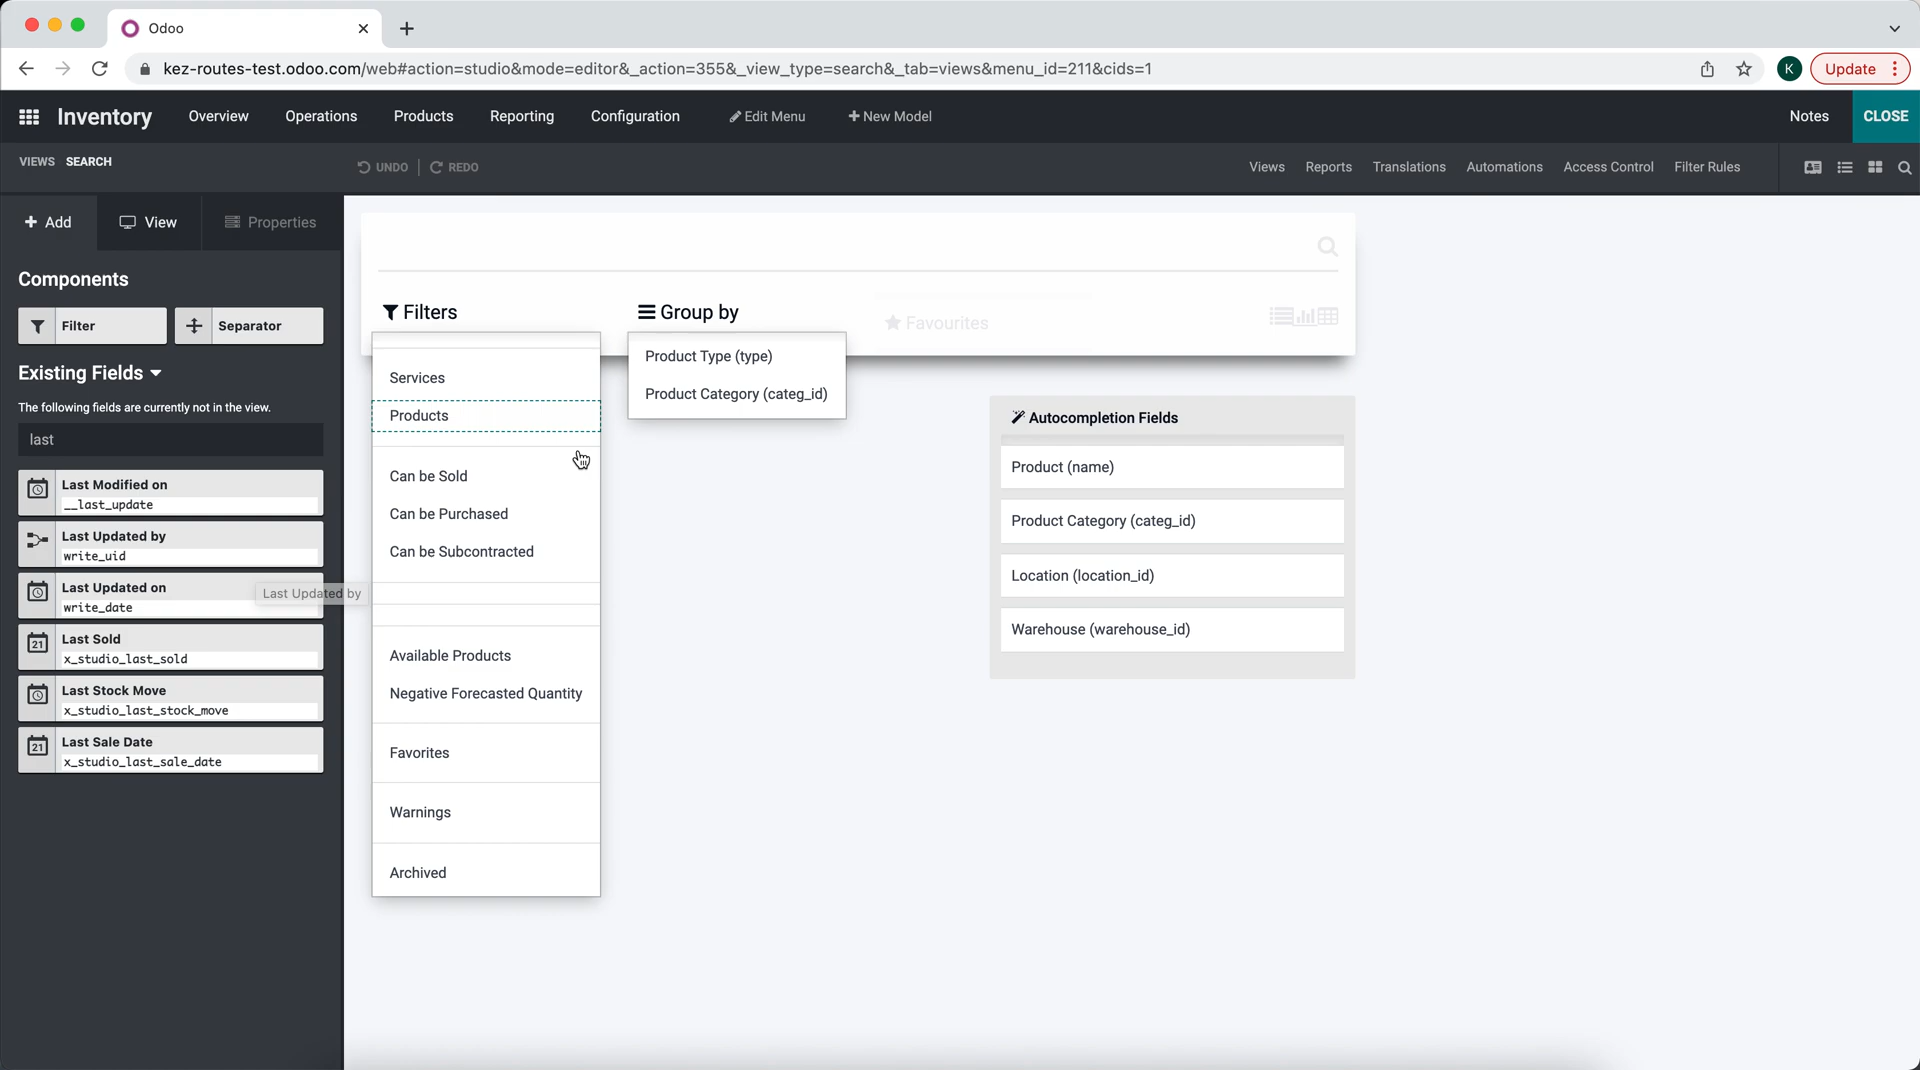 Odoo
kez-routes-test.odoo.com/web#action=studio&mode=editor&_action=355&_view_type=search&_tab=views&menu_id=211&cids=1
K
Update
Inventory
Overview
Operations
Products
Reporting
Configuration
Edit Menu
New Model
Notes
CLOSE
VIEWS SEARCH
UNDO
REDO
Views
Reports
Translations
Automations
Access Control
Filter Rules
+ Add
View
Properties
Components
Filter
Separator
Existing Fields
The following fields are currently not in the view.
last
Last Modified on
__last_update
Last Updated by
write_uid
Last Updated on
write_date
Last Updated by
21
Last Sold
x_studio_last_sold
Last Stock Move
x_studio_last_stock_move
21
Last Sale Date
x_studio_last_sale_date
Filters
Services
Products
Can be Sold
Can be Purchased
Can be Subcontracted
Available Products
Negative Forecasted Quantity
Favorites
Warnings
Archived
Group by
Product Type (type)
Product Category (categ_id)
Favourites
Autocompletion Fields
Product (name)
Product Category (categ_id)
Location (location_id)
Warehouse (warehouse_id)